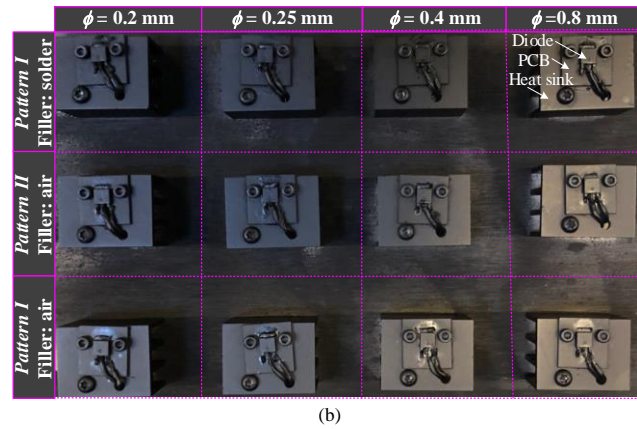 ϕ = 0.2 mm ϕ = 0.25 mm ϕ = 0.4 mm ϕ =0.8 mm
Pattern I
Filler: solder
Diode
PCB
Heat sink
Pattern II
Filler: air
Pattern I
Filler: air
(b)